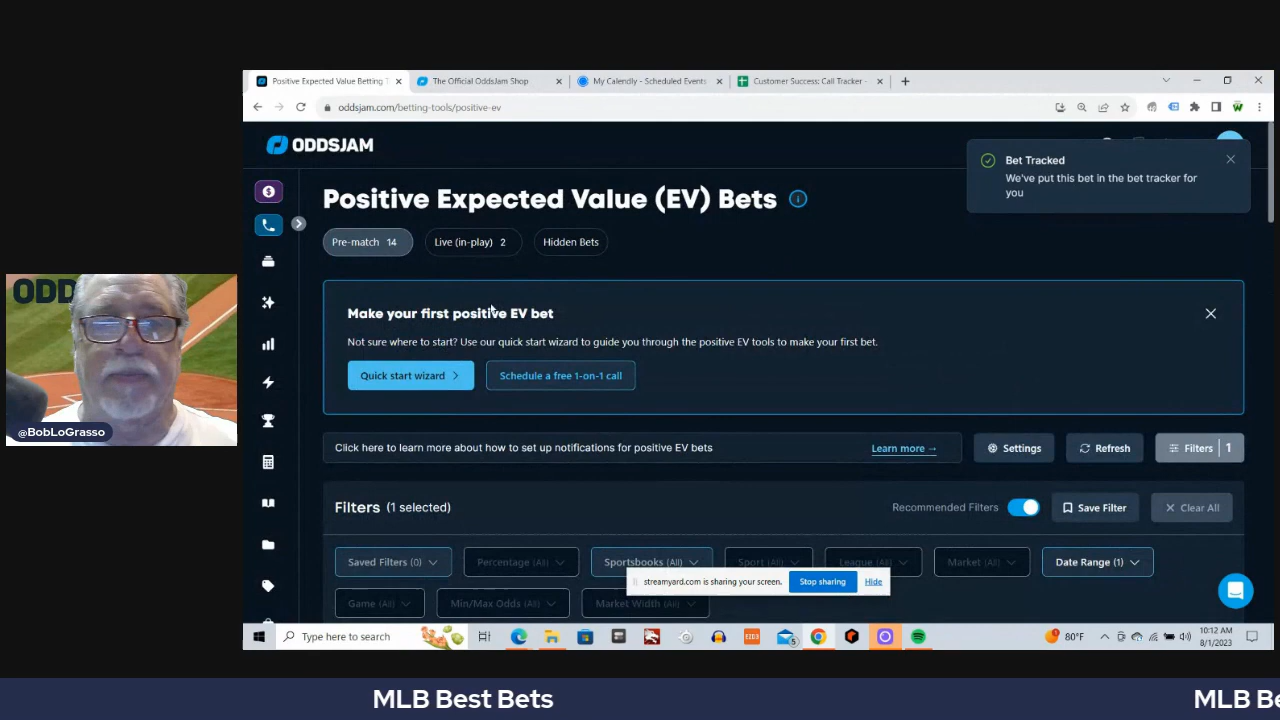 Positive Expected Value Betting T
The Official OddsJam Shop
My Calendly - Scheduled Events
Customer Success: Call Tracker -
oddsjam.com/betting-tools/positive-ev
ODDSJAM
Bet Tracked
We've put this bet in the bet tracker for
you
Positive Expected Value (EV) Bets
Pre-match 14
Live (in-play) 2
Hidden Bets
Make your first positive EV bet
Not sure where to start? Use our quick start wizard to guide you through the positive EV tools to make your first bet.
Quick start wizard
Schedule a free 1-on-1 call
Click here to learn more about how to set up notifications for positive EV bets
Learn more →
Settings
Refresh
Filters 1
Filters (1 selected)
Recommended Filters
Save Filter
Clear All
Saved Filters (0)
Percentage (All)
Sportsbooks (All)
Sport (All)
League (All)
Market (All)
Date Range (1)
streamyard.com is sharing your screen.
Stop sharing
Hide
Game (All)
Min/Max Odds (All)
Market Width (All)
ODD
@BobLoGrasso
Type here to search
5
80°F
10:12 AM
8/1/2023
MLB Best Bets
MLB Be